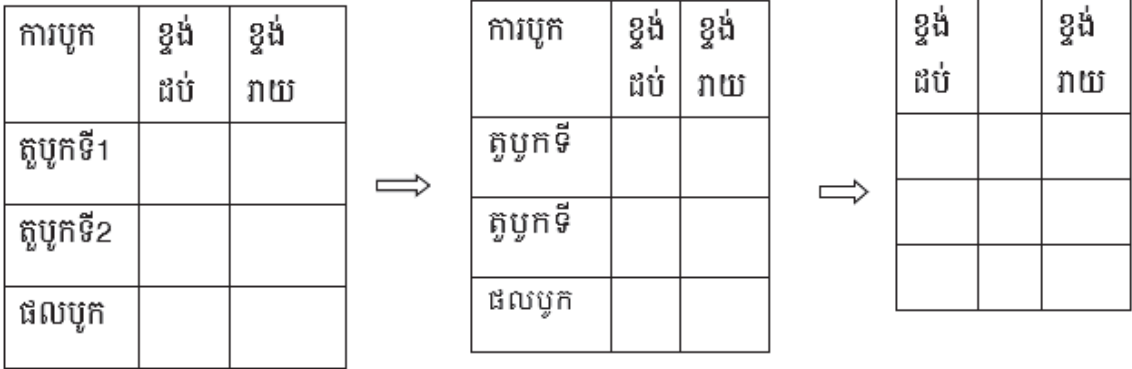 ការបូក ខ្ទង់ ខ្ទង់
ដប់ រាយ
តួបូកទី1
តួបូកទី2
ផលបូក
ការបូក ខ្ទង់ ខ្ទង់
ដប់ រាយ
តួបូកទី
តួបូកទី
ផលបូក
ខ្ទង់ ខ្ទង់
ដប់ រាយ